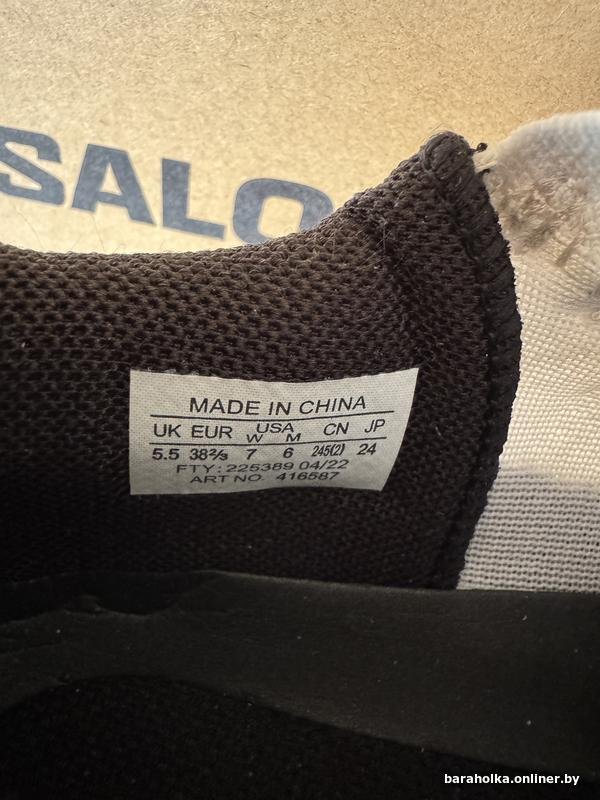 SALO
MADE IN CHINA
UK EUR USA W M CN JP
5.5 38⅔ 7 6 245(2) 24
FTY: 225389 04/22
ART NO. 416587
baraholka.onliner.by